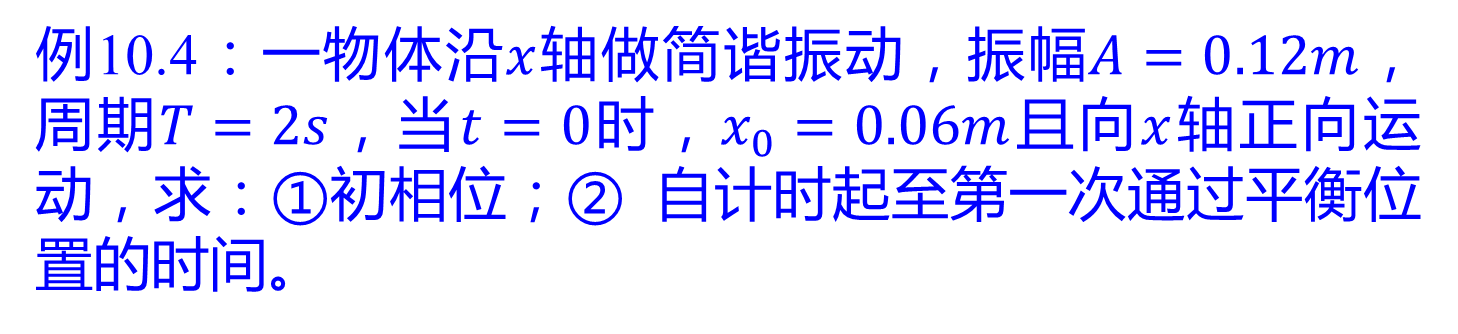 例10.4：一物体沿x轴做简谐振动，振幅A = 0.12m，
周期T = 2s，当t = 0时，x₀ = 0.06m且向x轴正向运
动，求：①初相位；② 自计时起至第一次通过平衡位
置的时间。